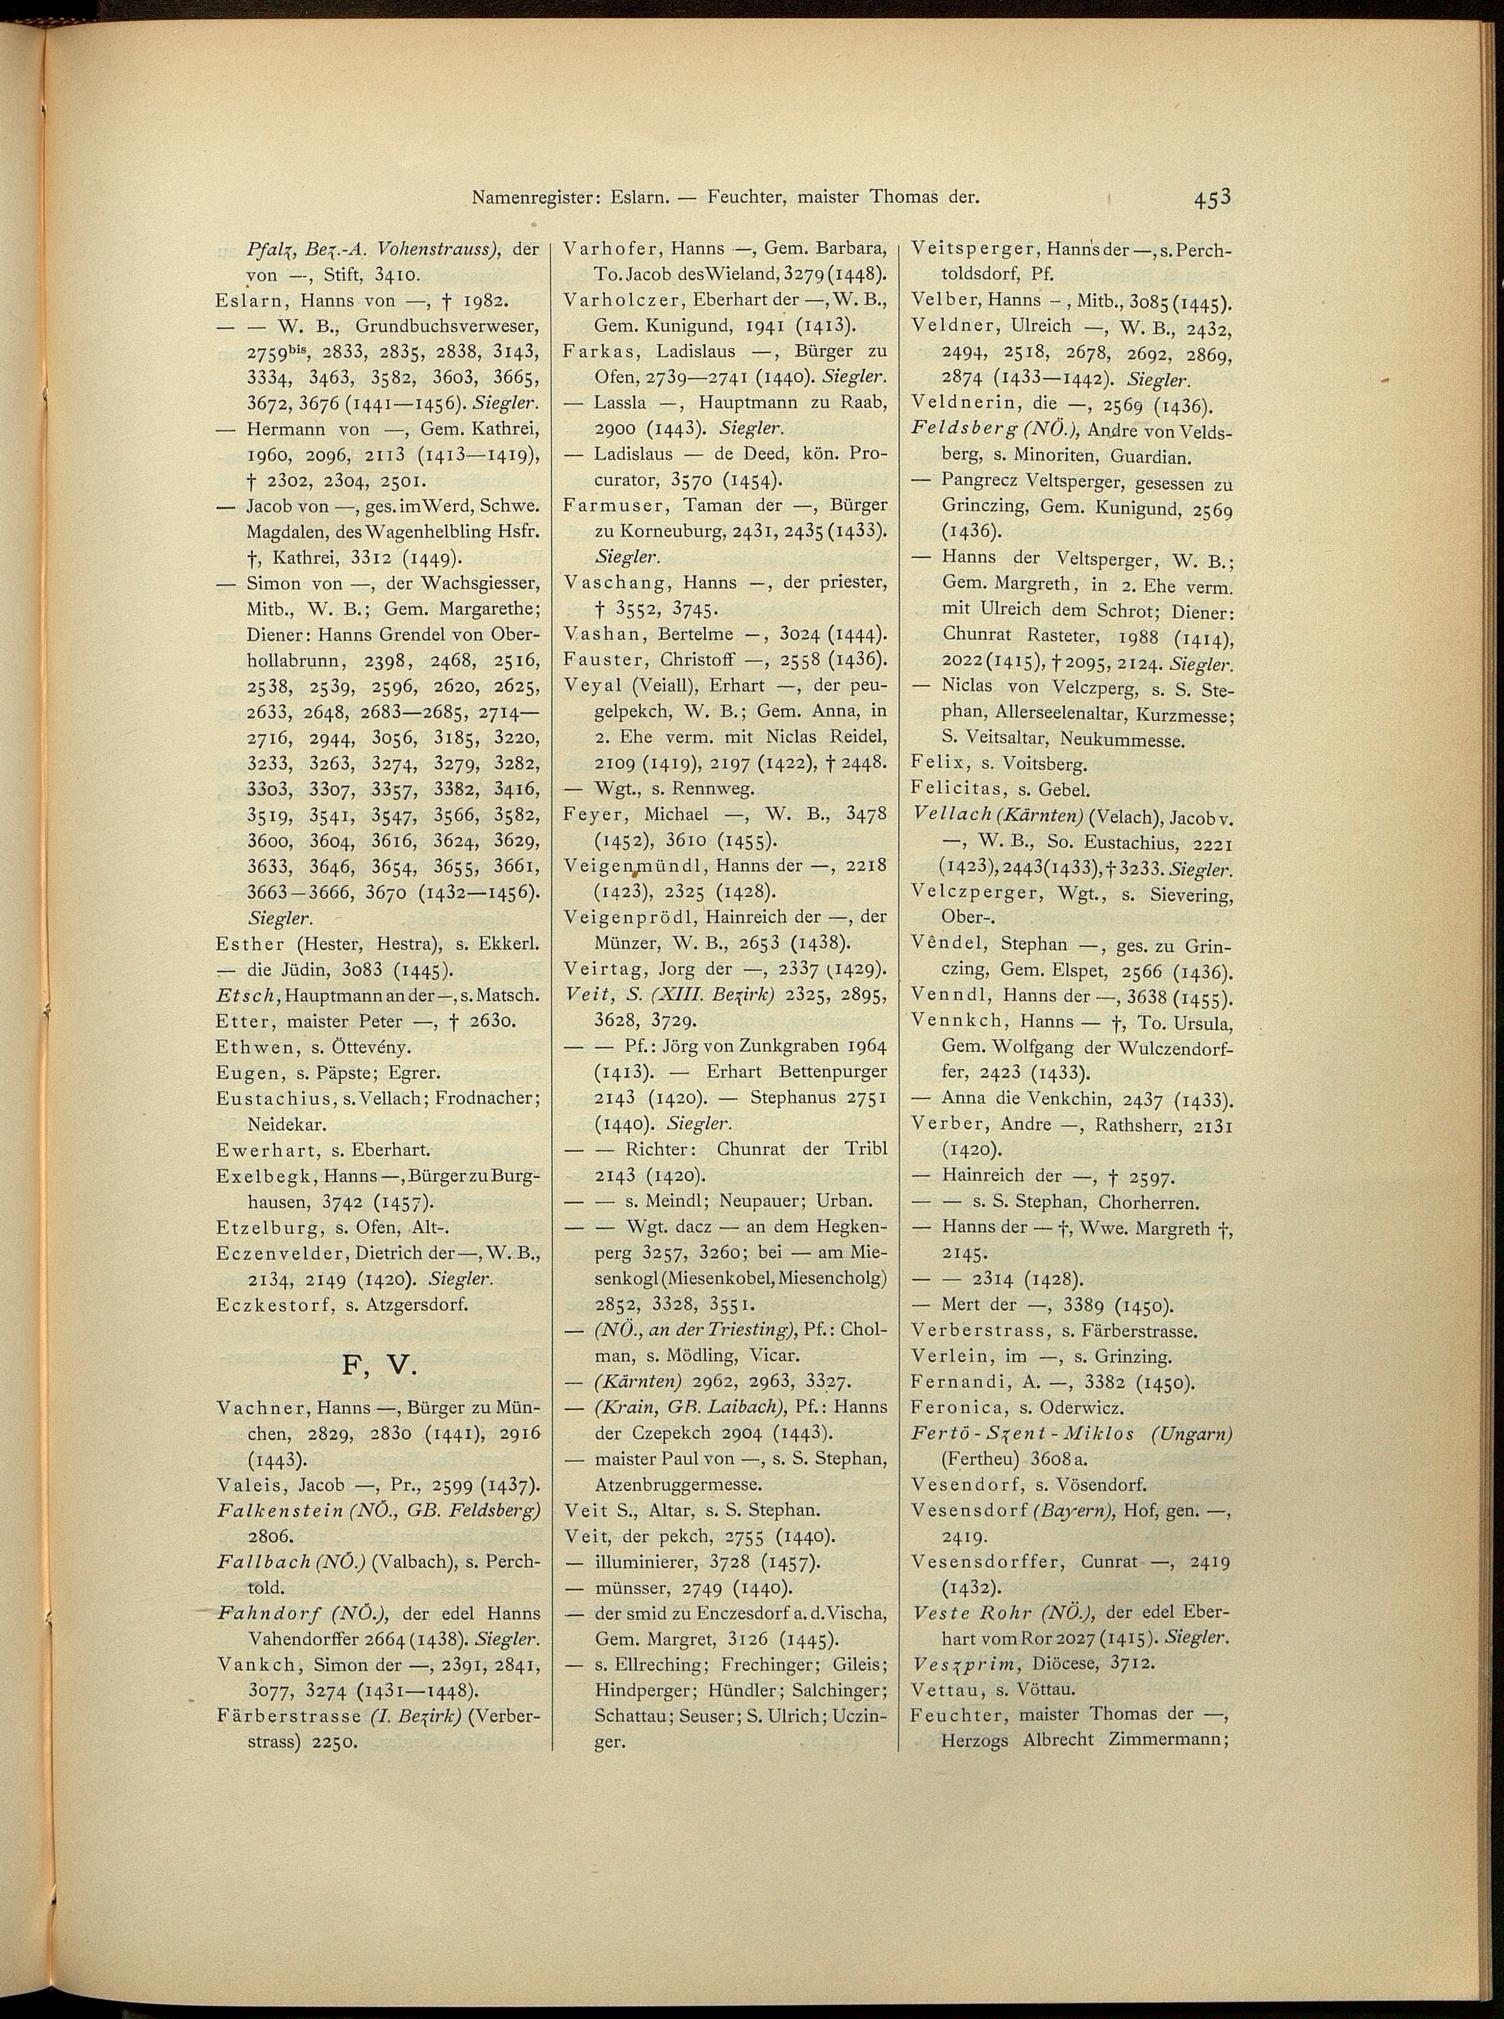 Namenregister: Eslarn. — Feuchter, maister Thomas der. 453
Pfalz, Bez.-A. Vohenstrauss), der
von —, Stift, 3410.
Eslarn, Hanns von —, † 1982.
— — W. B., Grundbuchsverweser,
2759bis, 2833, 2835, 2838, 3143,
3334, 3463, 3582, 3603, 3665,
3672, 3676 (1441—1456). Siegler.
— Hermann von —, Gem. Kathrei,
1960, 2096, 2113 (1413—1419),
† 2302, 2304, 2501.
— Jacob von —, ges. im Werd, Schwe.
Magdalen, des Wagenhelbling Hsfr.
†, Kathrei, 3312 (1449).
— Simon von —, der Wachsgiesser,
Mitb., W. B.; Gem. Margarethe;
Diener: Hanns Grendel von Ober-
hollabrunn, 2398, 2468, 2516,
2538, 2539, 2596, 2620, 2625,
2633, 2648, 2683—2685, 2714—
2716, 2944, 3056, 3185, 3220,
3233, 3263, 3274, 3279, 3282,
3303, 3307, 3357, 3382, 3416,
3519, 3541, 3547, 3566, 3582,
3600, 3604, 3616, 3624, 3629,
3633, 3646, 3654, 3655, 3661,
3663—3666, 3670 (1432—1456).
Siegler.
Esther (Hester, Hestra), s. Ekkerl.
— die Jüdin, 3083 (1445).
Etsch, Hauptmann an der —, s. Matsch.
Etter, maister Peter —, † 2630.
Ethwen, s. Öttevény.
Eugen, s. Päpste; Egrer.
Eustachius, s. Vellach; Frodnacher;
Neidekar.
Ewerhart, s. Eberhart.
Exelbegk, Hanns —, Bürger zu Burg-
hausen, 3742 (1457).
Etzelburg, s. Ofen, Alt-.
Eczenvelder, Dietrich der —, W. B.,
2134, 2149 (1420). Siegler.
Eczkestorf, s. Atzgersdorf.
F, V.
Vachner, Hanns —, Bürger zu Mün-
chen, 2829, 2830 (1441), 2916
(1443).
Valeis, Jacob —, Pr., 2599 (1437).
Falkenstein (NÖ., GB. Feldsberg)
2806.
Fallbach (NÖ.) (Valbach), s. Perch-
told.
Fahndorf (NÖ.), der edel Hanns
Vahendorffer 2664 (1438). Siegler.
Vankch, Simon der —, 2391, 2841,
3077, 3274 (1431—1448).
Färberstrasse (I. Bezirk) (Verber-
strass) 2250.
Varhofer, Hanns —, Gem. Barbara,
To. Jacob des Wieland, 3279 (1448).
Varholczer, Eberhart der —, W. B.,
Gem. Kunigund, 1941 (1413).
Farkas, Ladislaus —, Bürger zu
Ofen, 2739—2741 (1440). Siegler.
— Lassla —, Hauptmann zu Raab,
2900 (1443). Siegler.
— Ladislaus — de Deed, kön. Pro-
curator, 3570 (1454).
Farmuser, Taman der —, Bürger
zu Korneuburg, 2431, 2435 (1433).
Siegler.
Vaschang, Hanns —, der priester,
† 3552, 3745.
Vashan, Bertelme —, 3024 (1444).
Fauster, Christoff —, 2558 (1436).
Veyal (Veiall), Erhart —, der peu-
gelpekch, W. B.; Gem. Anna, in
2. Ehe verm. mit Niclas Reidel,
2109 (1419), 2197 (1422), † 2448.
— Wgt., s. Rennweg.
Feyer, Michael —, W. B., 3478
(1452), 3610 (1455).
Veigenmündl, Hanns der —, 2218
(1423), 2325 (1428).
Veigenprödl, Hainreich der —, der
Münzer, W. B., 2653 (1438).
Veirtag, Jorg der —, 2337 (1429).
Veit, S. (XIII. Bezirk) 2325, 2895,
3628, 3729.
— — Pf.: Jörg von Zunkgraben 1964
(1413). — Erhart Bettenpurger
2143 (1420). — Stephanus 2751
(1440). Siegler.
— — Richter: Chunrat der Tribl
2143 (1420).
— — s. Meindl; Neupauer; Urban.
— — Wgt. dacz — an dem Hegken-
perg 3257, 3260; bei — am Mie-
senkogl (Miesenkobel, Miesencholg)
2852, 3328, 3551.
— (NÖ., an der Triesting), Pf.: Chol-
man, s. Mödling, Vicar.
— (Kärnten) 2962, 2963, 3327.
— (Krain, GB. Laibach), Pf.: Hanns
der Czepekch 2904 (1443).
— maister Paul von —, s. S. Stephan,
Atzenbruggermesse.
Veit S., Altar, s. S. Stephan.
Veit, der pekch, 2755 (1440).
— illuminierer, 3728 (1457).
— münsser, 2749 (1440).
— der smid zu Enczesdorf a. d. Vischa,
Gem. Margret, 3126 (1445).
— s. Ellreching; Frechinger; Gileis;
Hindperger; Hündler; Salchinger;
Schattau; Seuser; S. Ulrich; Uczin-
ger.
Veitsperger, Hanns der —, s. Perch-
toldsdorf, Pf.
Velber, Hanns –, Mitb., 3085 (1445).
Veldner, Ulreich —, W. B., 2432,
2494, 2518, 2678, 2692, 2869,
2874 (1433—1442). Siegler.
Veldnerin, die —, 2569 (1436).
Feldsberg (NÖ.), Andre von Velds-
berg, s. Minoriten, Guardian.
— Pangrecz Veltsperger, gesessen zu
Grinczing, Gem. Kunigund, 2569
(1436).
— Hanns der Veltsperger, W. B.;
Gem. Margreth, in 2. Ehe verm.
mit Ulreich dem Schrot; Diener:
Chunrat Rasteter, 1988 (1414),
2022 (1415), † 2095, 2124. Siegler.
— Niclas von Velczperg, s. S. Ste-
phan, Allerseelenaltar, Kurzmesse;
S. Veitsaltar, Neukummesse.
Felix, s. Voitsberg.
Felicitas, s. Gebel.
Vellach (Kärnten) (Velach), Jacob v.
—, W. B., So. Eustachius, 2221
(1423), 2443 (1433), † 3233. Siegler.
Velczperger, Wgt., s. Sievering,
Ober-.
Vêndel, Stephan —, ges. zu Grin-
czing, Gem. Elspet, 2566 (1436).
Venndl, Hanns der —, 3638 (1455).
Vennkch, Hanns — †, To. Ursula,
Gem. Wolfgang der Wulczendorf-
fer, 2423 (1433).
— Anna die Venkchin, 2437 (1433).
Verber, Andre —, Rathsherr, 2131
(1420).
— Hainreich der —, † 2597.
— — s. S. Stephan, Chorherren.
— Hanns der — †, Wwe. Margreth †,
2145.
— — 2314 (1428).
— Mert der —, 3389 (1450).
Verberstrass, s. Färberstrasse.
Verlein, im —, s. Grinzing.
Fernandi, A. —, 3382 (1450).
Feronica, s. Oderwicz.
Fertö-Szent-Miklos (Ungarn)
(Fertheu) 3608 a.
Vesendorf, s. Vösendorf.
Vesensdorf (Bayern), Hof, gen. —,
2419.
Vesensdorffer, Cunrat —, 2419
(1432).
Veste Rohr (NÖ.), der edel Eber-
hart vom Ror 2027 (1415). Siegler.
Veszprim, Diöcese, 3712.
Vettau, s. Vöttau.
Feuchter, maister Thomas der —,
Herzogs Albrecht Zimmermann;